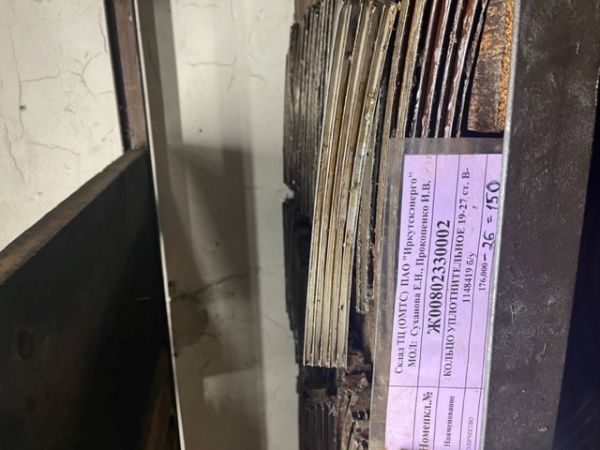 Склад ТЦ (ОМТС) ПАО "Иркутскэнерго"
МОЛ: Суханова Е.Н., Прокопенко И.В.
Номенкл.№ Ж00802330002
Наименование КОЛЬЦО УПЛОТНИТЕЛЬНОЕ 19-27 ст. В-
1148419 б/у
количество 176,000 - 26 = 150